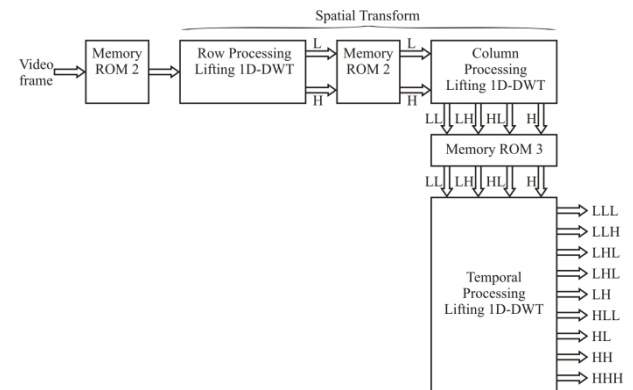 Spatial Transform
Video
frame
Memory
ROM 2
Row Processing
Lifting 1D-DWT
L
H
Memory
ROM 2
L
H
Column
Processing
Lifting 1D-DWT
LL LH HL H
Memory ROM 3
LL LH HL H
Temporal
Processing
Lifting 1D-DWT
LLL
LLH
LHL
LHL
LH
HLL
HL
HH
HHH